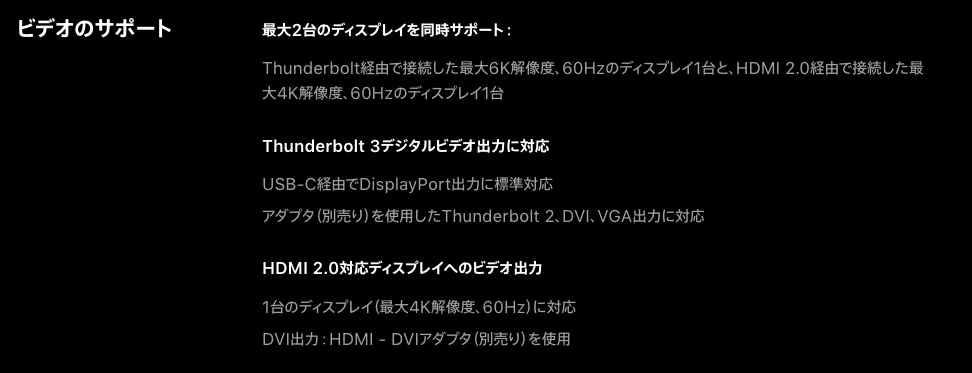 ビデオのサポート
最大2台のディスプレイを同時サポート：
Thunderbolt経由で接続した最大6K解像度、60Hzのディスプレイ1台と、HDMI 2.0経由で接続した最
大4K解像度、60Hzのディスプレイ1台
Thunderbolt 3デジタルビデオ出力に対応
USB-C経由でDisplayPort出力に標準対応
アダプタ（別売り）を使用したThunderbolt 2、DVI、VGA出力に対応
HDMI 2.0対応ディスプレイへのビデオ出力
1台のディスプレイ（最大4K解像度、60Hz）に対応
DVI出力：HDMI - DVIアダプタ（別売り）を使用